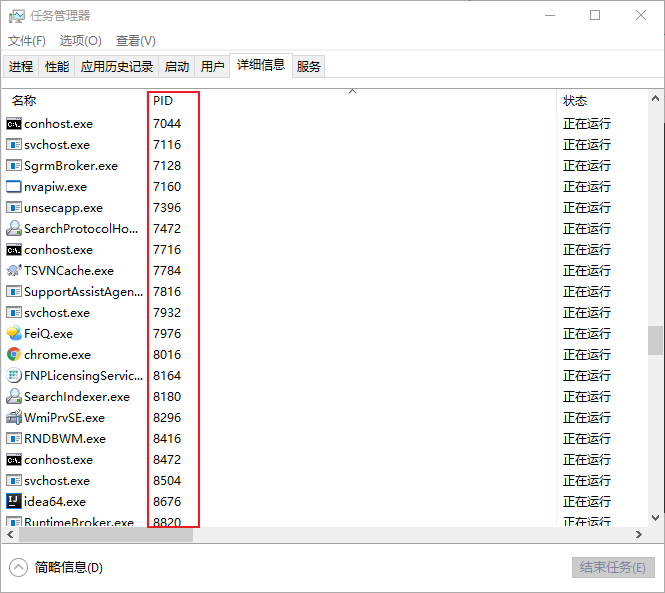 任务管理器
文件(F) 选项(O) 查看(V)
进程 性能 应用历史记录 启动 用户 详细信息 服务
名称 PID 状态
conhost.exe 7044 正在运行
svchost.exe 7116 正在运行
SgrmBroker.exe 7128 正在运行
nvapiw.exe 7160 正在运行
unsecapp.exe 7396 正在运行
SearchProtocolHo... 7472 正在运行
conhost.exe 7716 正在运行
TSVNCache.exe 7784 正在运行
SupportAssistAgen... 7816 正在运行
svchost.exe 7932 正在运行
FeiQ.exe 7976 正在运行
chrome.exe 8016 正在运行
FNPLicensingServic... 8164 正在运行
SearchIndexer.exe 8180 正在运行
WmiPrvSE.exe 8296 正在运行
RNDBWM.exe 8416 正在运行
conhost.exe 8472 正在运行
svchost.exe 8504 正在运行
idea64.exe 8676 正在运行
RuntimeBroker.exe 8820 正在运行
简略信息(D) 结束任务(E)